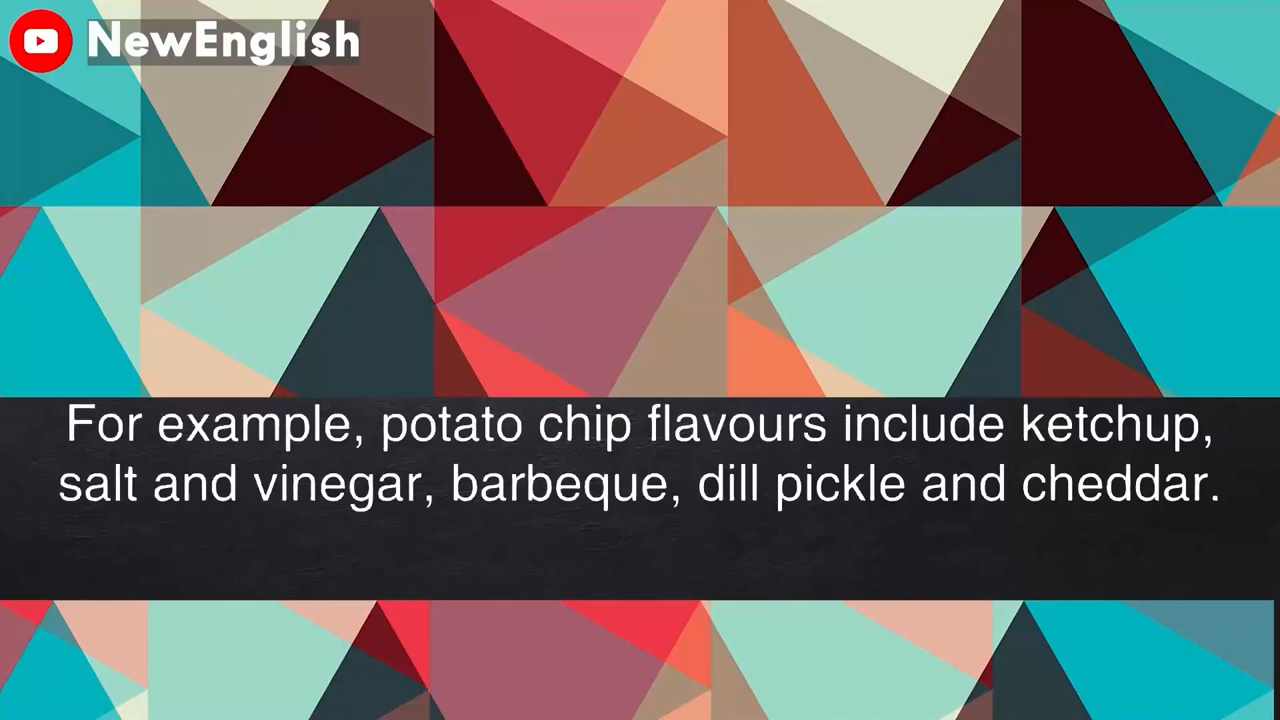 NewEnglish
For example, potato chip flavours include ketchup,
salt and vinegar, barbeque, dill pickle and cheddar.